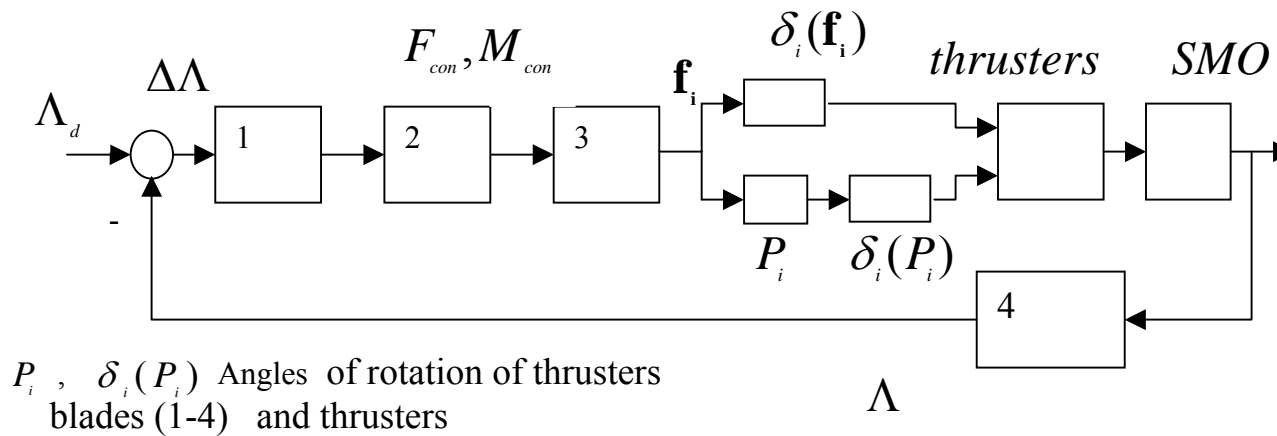 δ_i(f_i)
F_con, M_con
thrusters
SMO
ΔΛ
f_i
Λ_d
1
2
3
-
P_i
δ_i(P_i)
4
P_i , δ_i(P_i) Angles of rotation of thrusters
blades (1-4) and thrusters
Λ